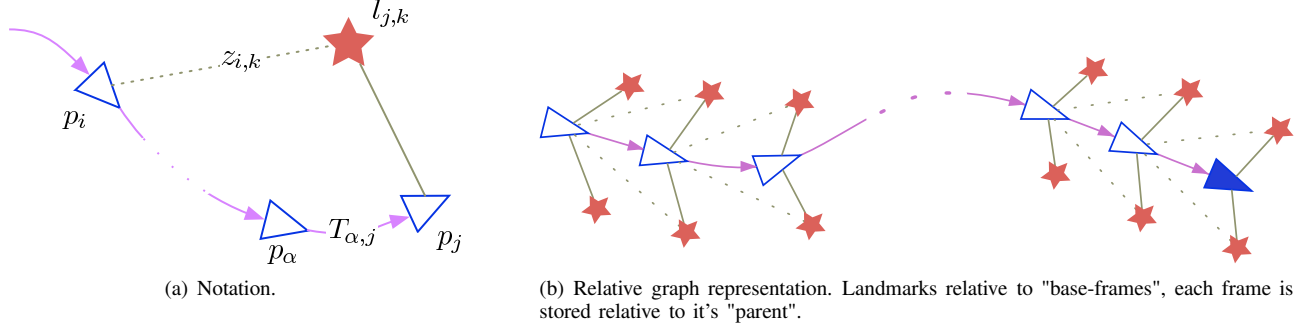 l_{j,k}
z_{i,k}
p_i
T_{α,j}
p_α
p_j
(a) Notation.
(b) Relative graph representation. Landmarks relative to "base-frames", each frame is
stored relative to it's "parent".